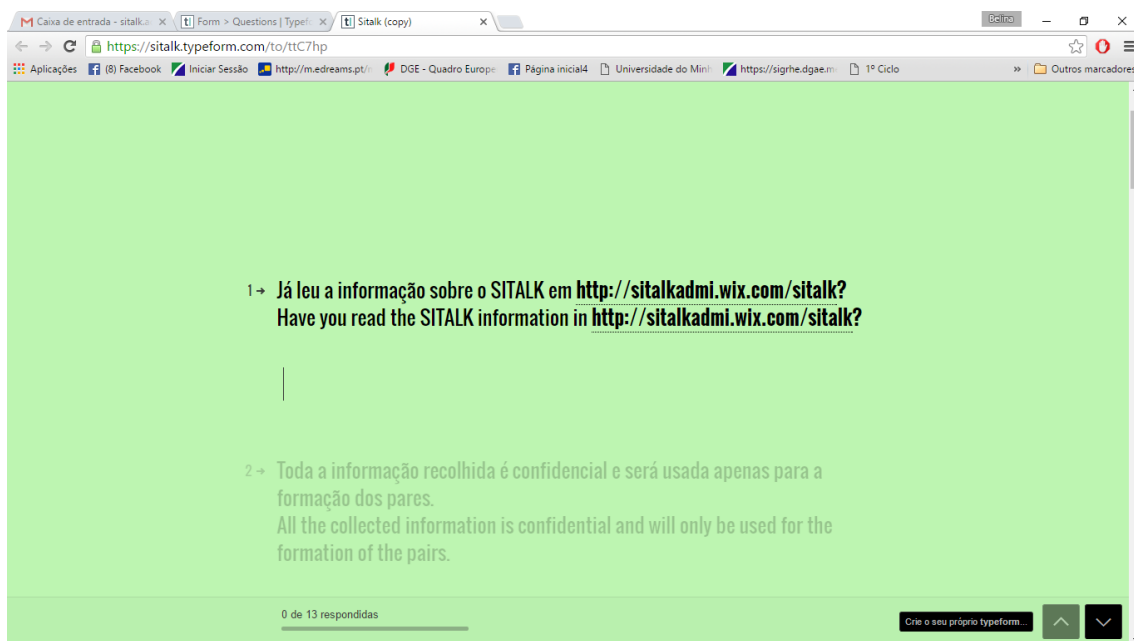 Caixa de entrada - sitalk.a
Form > Questions | Typef
Sitalk (copy)
Belina
https://sitalk.typeform.com/to/ttC7hp
Aplicações (8) Facebook Iniciar Sessão http://m.edreams.pt/ DGE - Quadro Europe Página inicial4 Universidade do Minh https://sigrhe.dgae.m 1º Ciclo » Outros marcadores
1 → Já leu a informação sobre o SITALK em http://sitalkadmi.wix.com/sitalk?
Have you read the SITALK information in http://sitalkadmi.wix.com/sitalk?
2 → Toda a informação recolhida é confidencial e será usada apenas para a
formação dos pares.
All the collected information is confidential and will only be used for the
formation of the pairs.
0 de 13 respondidas
Crie o seu próprio typeform...